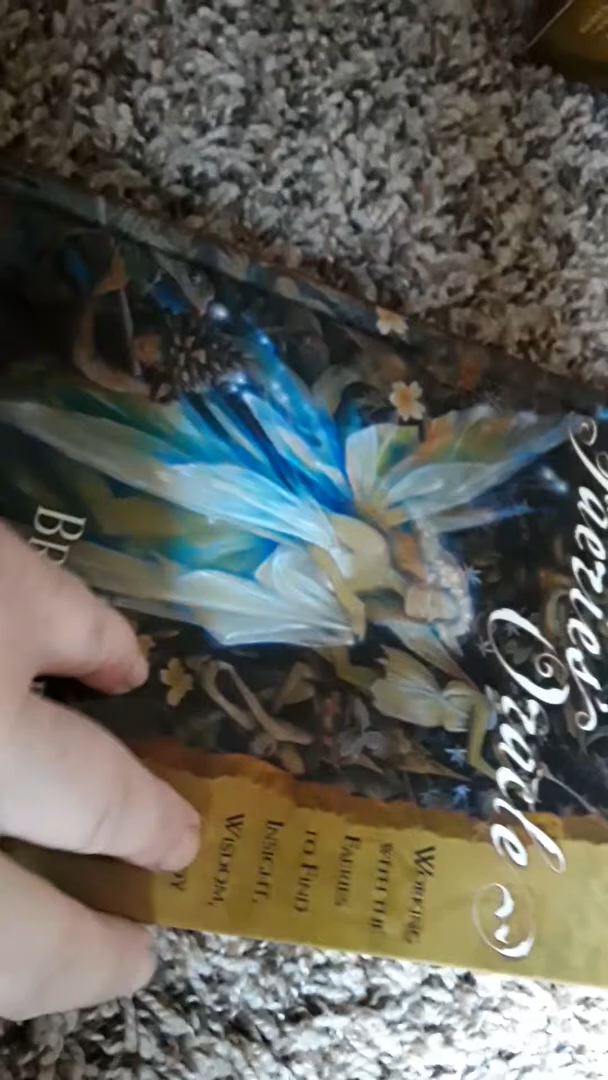 Faeries'
Oracle
WORKING
WITH THE
FAERIES
TO FIND
INSIGHT,
WISDOM,
BR